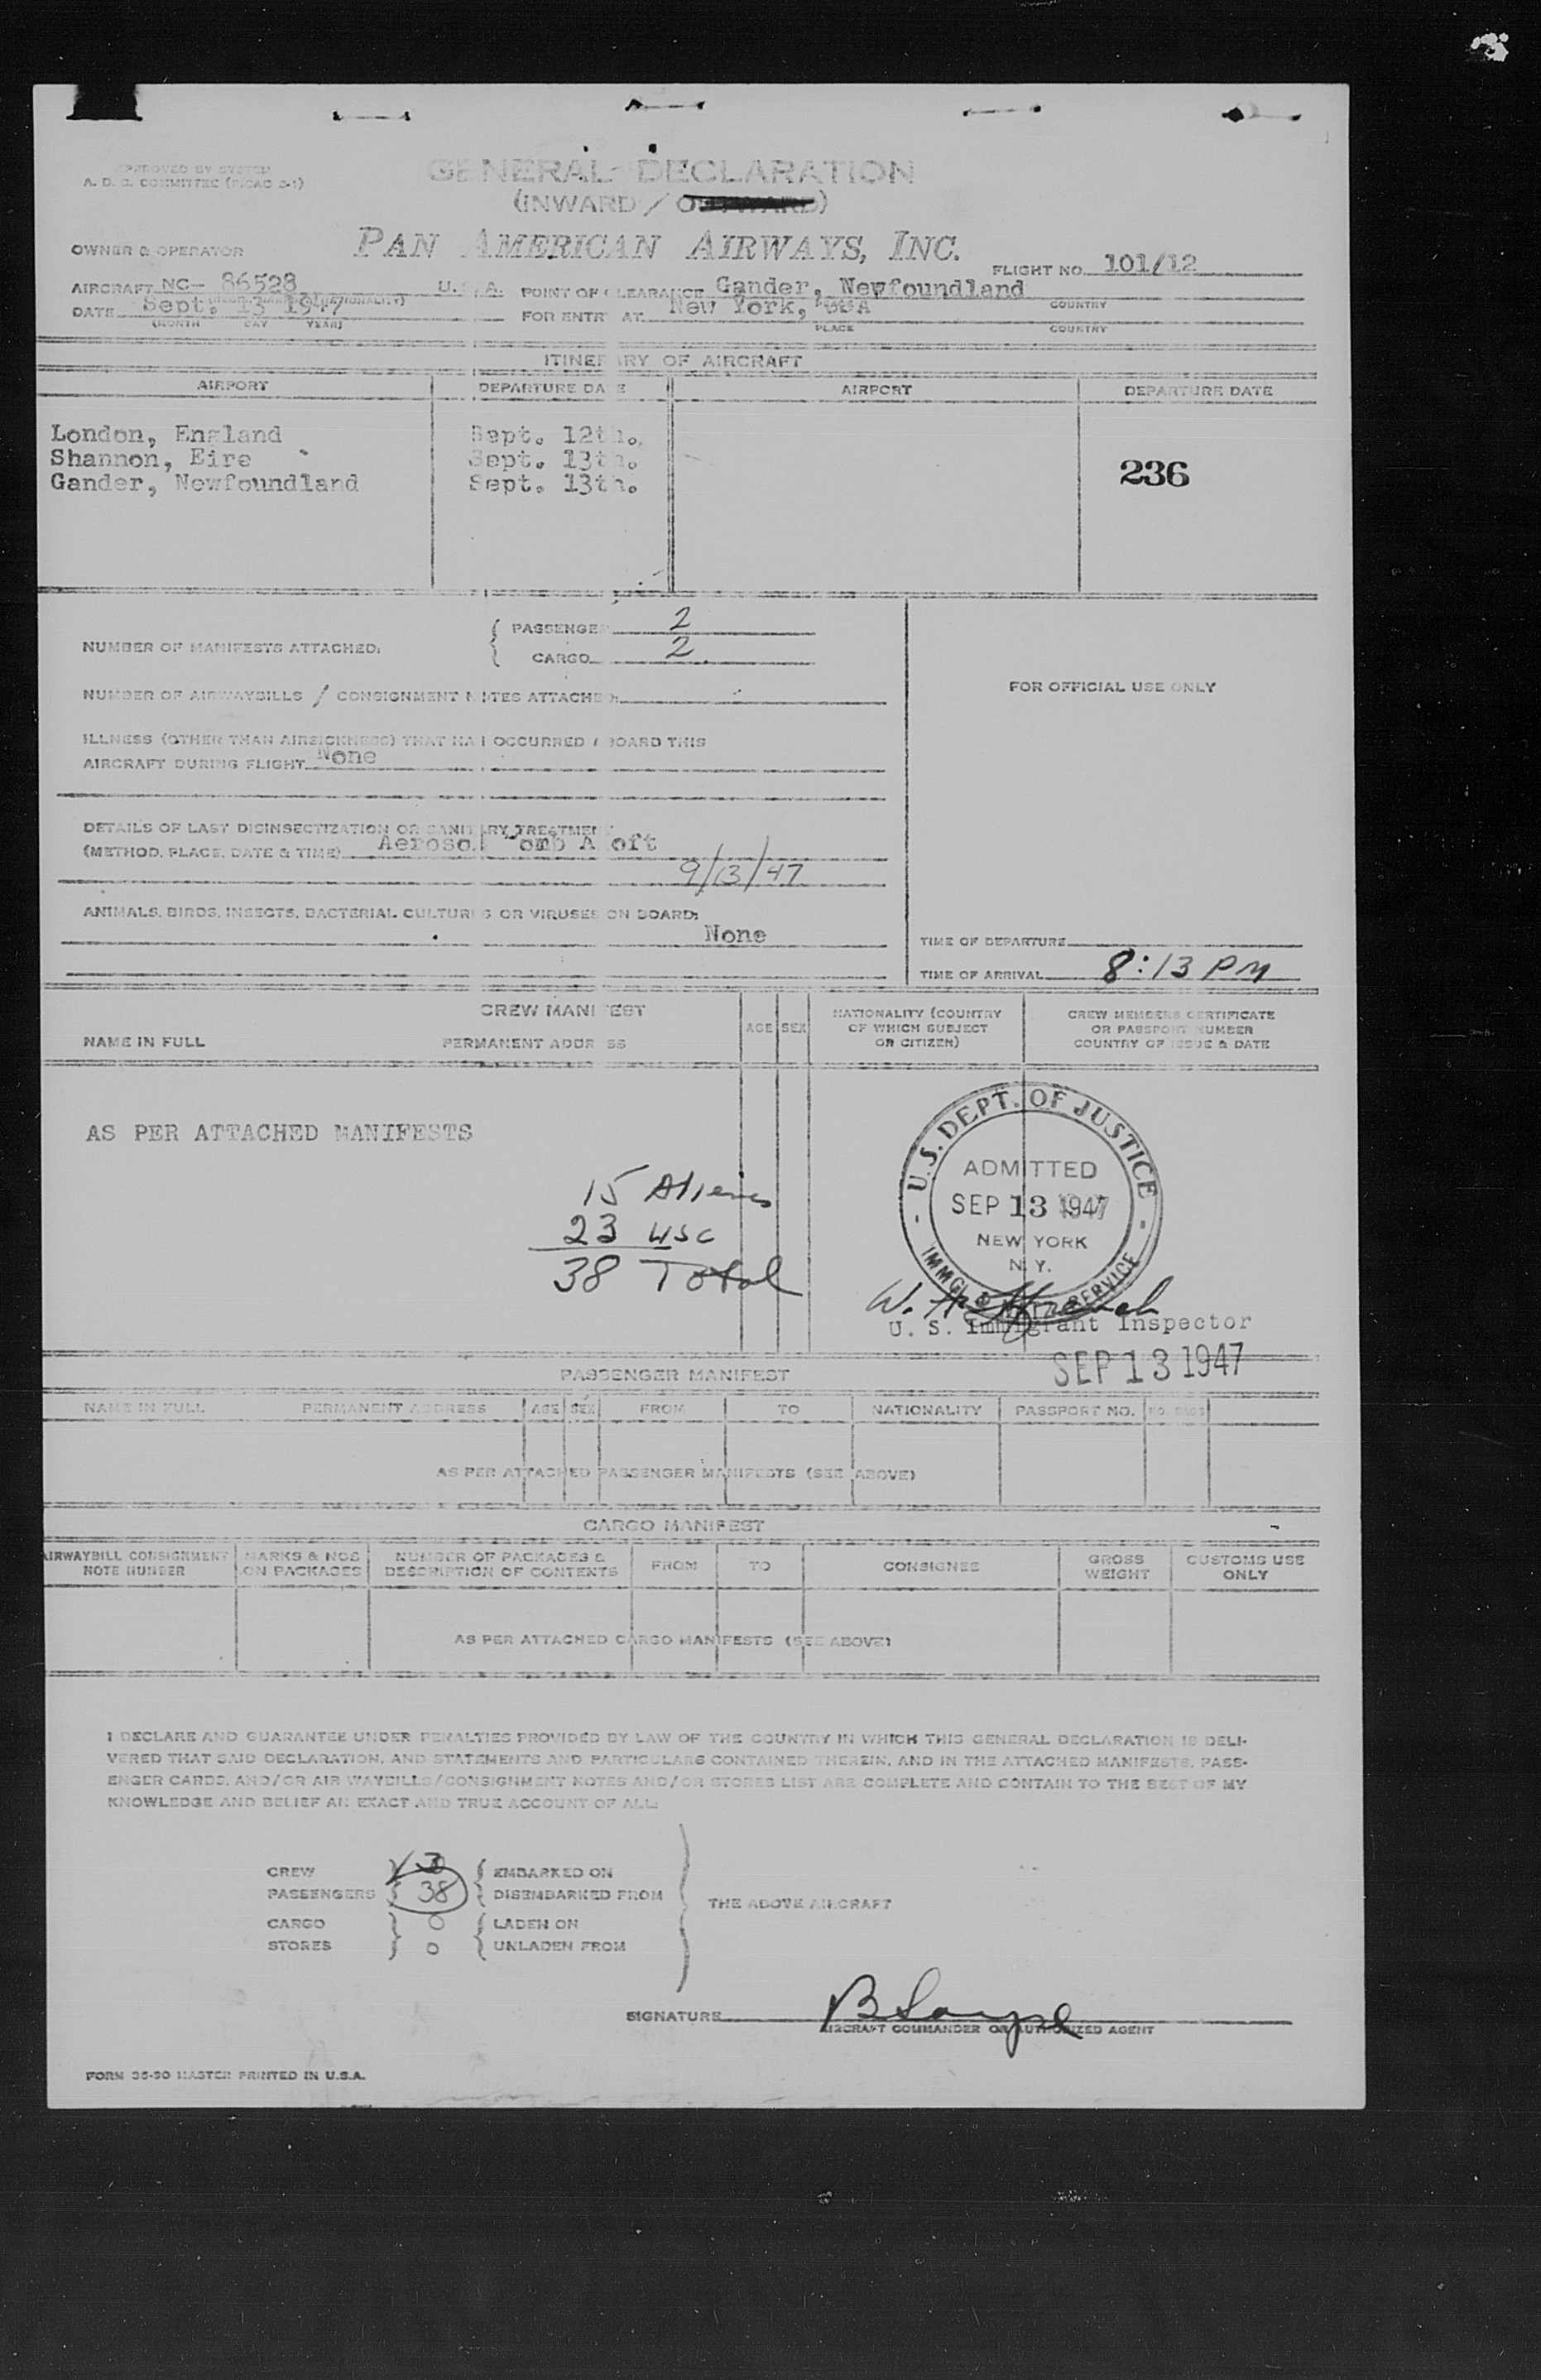 APPROVED BY SYSTEM
A. D. C. COMMITTEE (PICAO 2-1)
GENERAL DECLARATION
(INWARD / OUTWARD)
OWNER & OPERATOR PAN AMERICAN AIRWAYS, INC.
FLIGHT NO. 101/12
AIRCRAFT NC- 86528 U.S.A. POINT OF CLEARANCE Gander, Newfoundland
COUNTRY
DATE Sept. 13 1947 FOR ENTRY AT New York, USA
(MONTH DAY YEAR) PLACE COUNTRY
ITINERARY OF AIRCRAFT
AIRPORT DEPARTURE DATE AIRPORT DEPARTURE DATE
London, England Sept. 12th.
Shannon, Eire Sept. 13th.
236
Gander, Newfoundland Sept. 13th.
NUMBER OF MANIFESTS ATTACHED: { PASSENGER 2
CARGO 2
NUMBER OF AIRWAYBILLS / CONSIGNMENT NOTES ATTACHED:
FOR OFFICIAL USE ONLY
ILLNESS (OTHER THAN AIRSICKNESS) THAT HAS OCCURRED ABOARD THIS
AIRCRAFT DURING FLIGHT None
DETAILS OF LAST DISINSECTIZATION OR SANITARY TREATMENT
(METHOD, PLACE, DATE & TIME) Aerosol Bomb Aloft
9/13/47
ANIMALS, BIRDS, INSECTS, BACTERIAL CULTURES OR VIRUSES ON BOARD:
None
TIME OF DEPARTURE
TIME OF ARRIVAL 8:13 PM
CREW MANIFEST
NAME IN FULL PERMANENT ADDRESS AGE SEX NATIONALITY (COUNTRY OF WHICH SUBJECT OR CITIZEN) CREW MEMBERS CERTIFICATE OR PASSPORT NUMBER COUNTRY OF ISSUE & DATE
AS PER ATTACHED MANIFESTS
15 Aliens
23 USC
38 Total
U.S. DEPT. OF JUSTICE
ADMITTED
SEP 13 1947
NEW YORK
N.Y.
IMMGI. SERVICE
U. S. Immigrant Inspector
SEP 13 1947
PASSENGER MANIFEST
NAME IN FULL PERMANENT ADDRESS AGE SEX FROM TO NATIONALITY PASSPORT NO. NO. BAGS
AS PER ATTACHED PASSENGER MANIFESTS (SEE ABOVE)
CARGO MANIFEST
AIRWAYBILL CONSIGNMENT NOTE NUMBER MARKS & NOS ON PACKAGES NUMBER OF PACKAGES & DESCRIPTION OF CONTENTS FROM TO CONSIGNEE GROSS WEIGHT CUSTOMS USE ONLY
AS PER ATTACHED CARGO MANIFESTS (SEE ABOVE)
I DECLARE AND GUARANTEE UNDER PENALTIES PROVIDED BY LAW OF THE COUNTRY IN WHICH THIS GENERAL DECLARATION IS DELI-
VERED THAT SAID DECLARATION, AND STATEMENTS AND PARTICULARS CONTAINED THEREIN, AND IN THE ATTACHED MANIFESTS, PASS-
ENGER CARDS, AND/OR AIR WAYBILLS/CONSIGNMENT NOTES AND/OR STORES LIST ARE COMPLETE AND CONTAIN TO THE BEST OF MY
KNOWLEDGE AND BELIEF AN EXACT AND TRUE ACCOUNT OF ALL:
CREW EMBARKED ON
PASSENGERS 38 DISEMBARKED FROM
THE ABOVE AIRCRAFT
CARGO 0 LADEN ON
STORES 0 UNLADEN FROM
SIGNATURE
AIRCRAFT COMMANDER OR AUTHORIZED AGENT
FORM 36-90 MASTER PRINTED IN U.S.A.